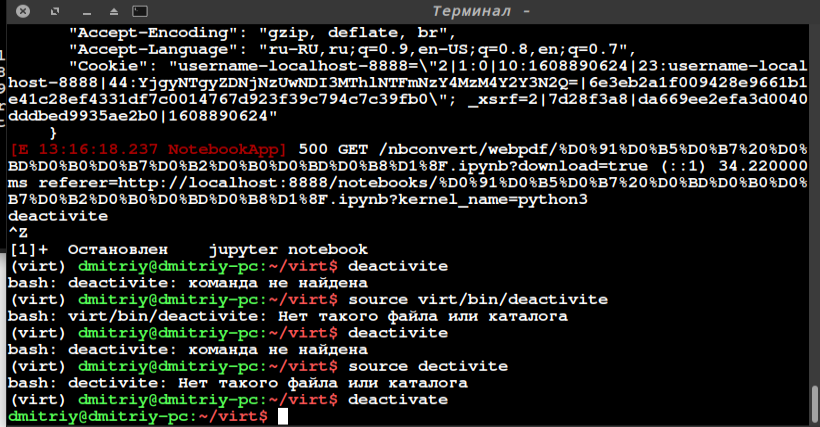 Терминал -
"Accept-Encoding": "gzip, deflate, br",
"Accept-Language": "ru-RU,ru;q=0.9,en-US;q=0.8,en;q=0.7",
"Cookie": "username-localhost-8888=\"2|1:0|10:1608890624|23:username-local
host-8888|44:YjgyNTgyZDNjNzUwNDI3MThlNTFmNzY4MzM4Y2Y3N2Q=|6e3eb2a1f009428e9661b1
e41c28ef4331df7c0014767d923f39c794c7c39fb0\"; _xsrf=2|7d28f3a8|da669ee2efa3d0040
dddbed9935ae2b0|1608890624"
}
[E 13:16:18.237 NotebookApp] 500 GET /nbconvert/webpdf/%D0%91%D0%B5%D0%B7%20%D0%
BD%D0%B0%D0%B7%D0%B2%D0%B0%D0%BD%D0%B8%D1%8F.ipynb?download=true (::1) 34.220000
ms referer=http://localhost:8888/notebooks/%D0%91%D0%B5%D0%B7%20%D0%BD%D0%B0%D0%
B7%D0%B2%D0%B0%D0%BD%D0%B8%D1%8F.ipynb?kernel_name=python3
deactivite
^Z
[1]+  Остановлен    jupyter notebook
(virt) dmitriy@dmitriy-pc:~/virt$ deactivite
bash: deactivite: команда не найдена
(virt) dmitriy@dmitriy-pc:~/virt$ source virt/bin/deactivite
bash: virt/bin/deactivite: Нет такого файла или каталога
(virt) dmitriy@dmitriy-pc:~/virt$ deactivite
bash: deactivite: команда не найдена
(virt) dmitriy@dmitriy-pc:~/virt$ source dectivite
bash: dectivite: Нет такого файла или каталога
(virt) dmitriy@dmitriy-pc:~/virt$ deactivate
dmitriy@dmitriy-pc:~/virt$